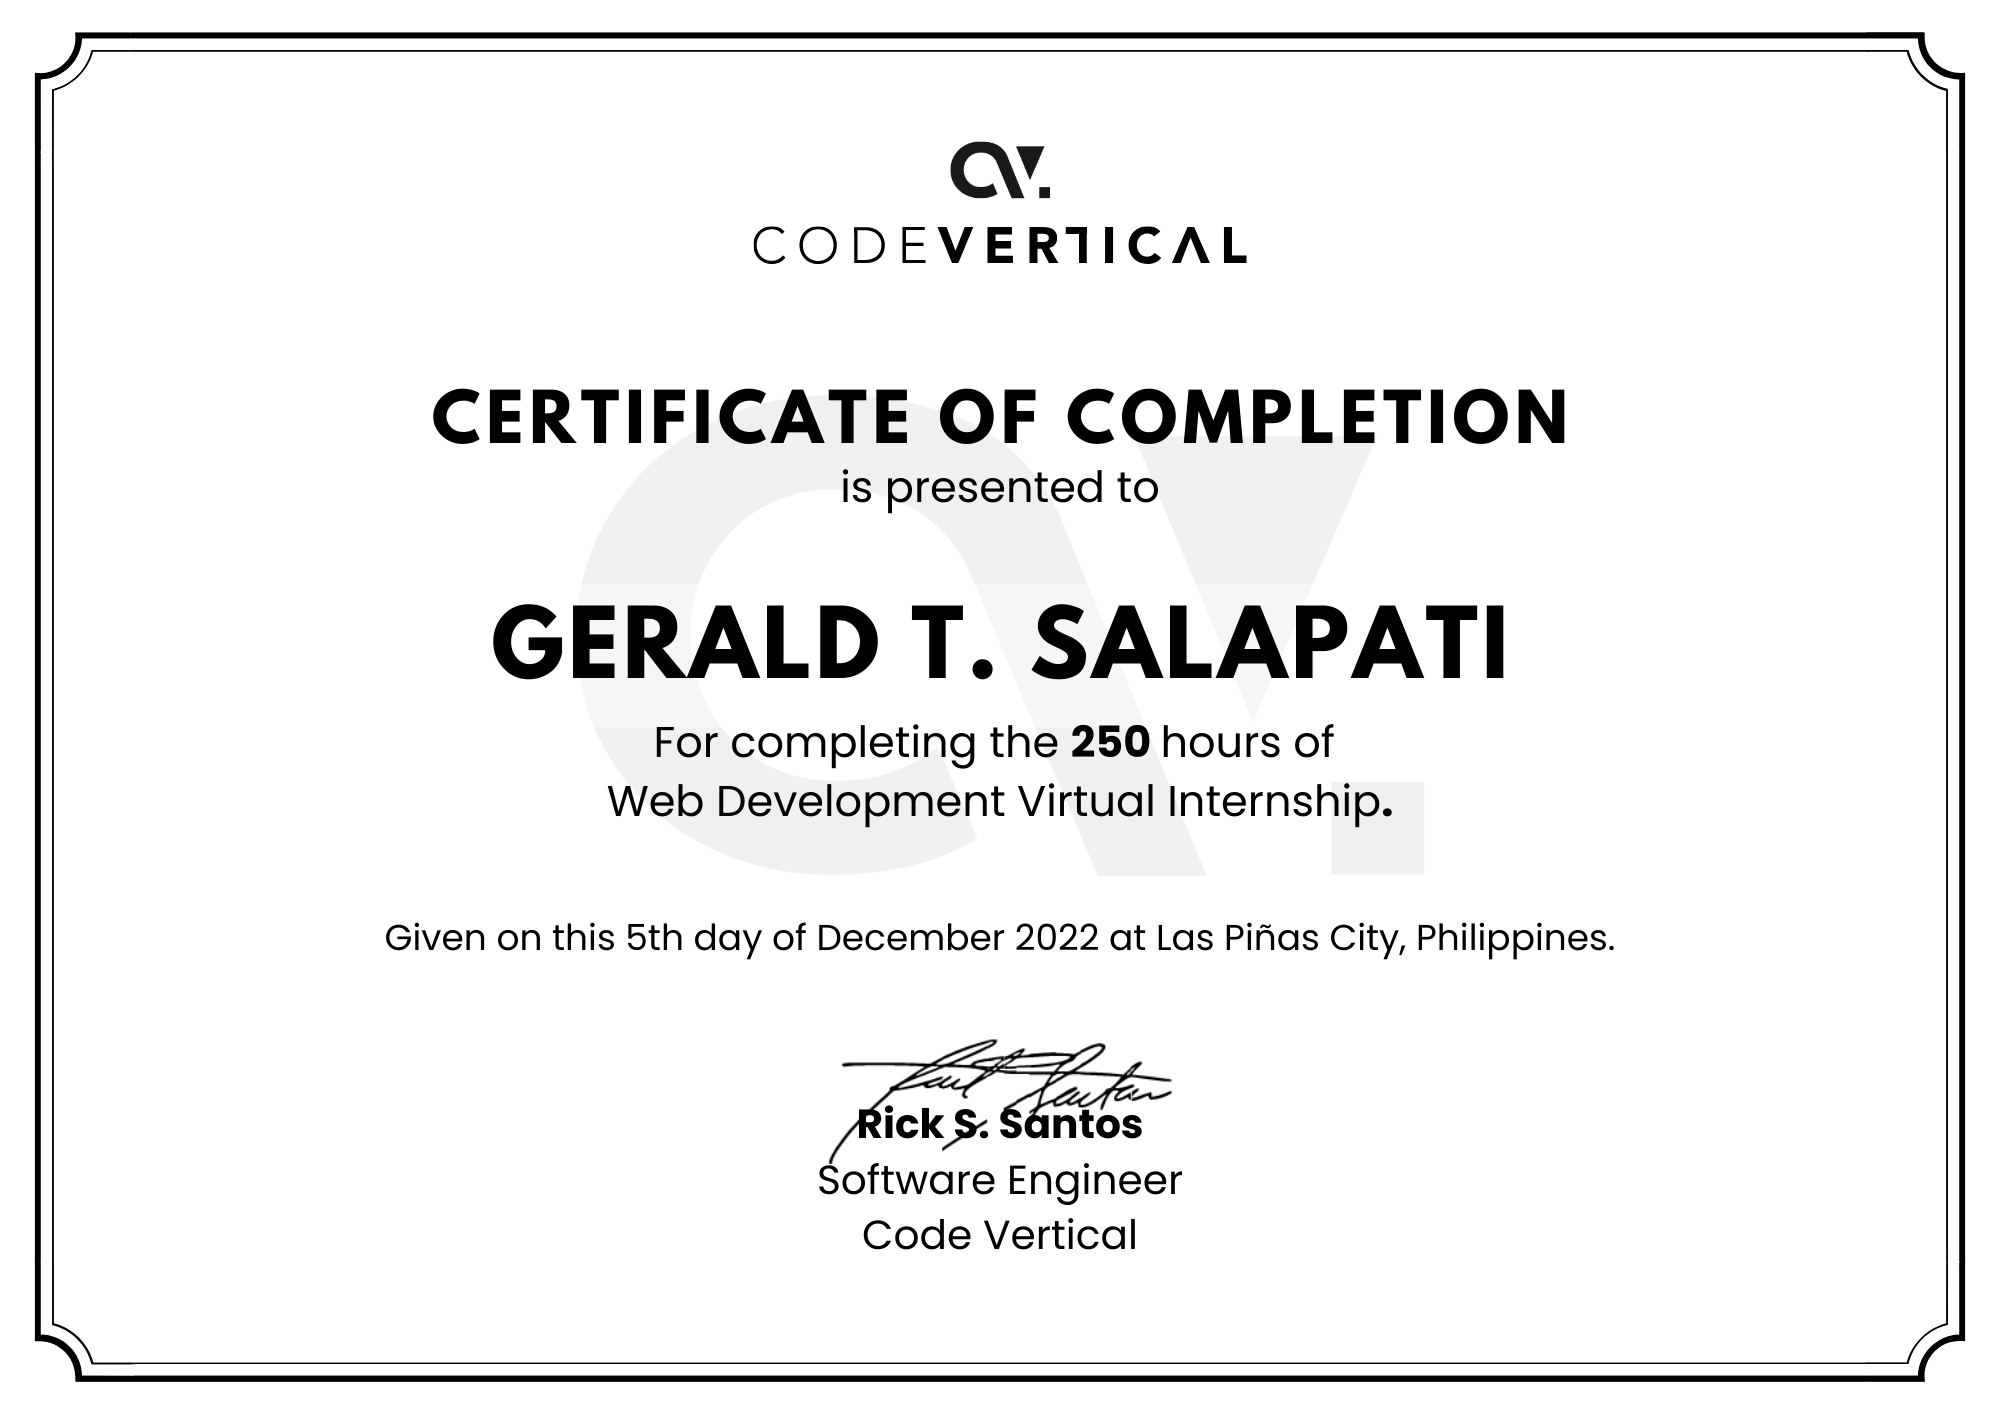 CV.
CODEVERTICAL
CERTIFICATE OF COMPLETION
is presented to
GERALD T. SALAPATI
For completing the 250 hours of
Web Development Virtual Internship.
Given on this 5th day of December 2022 at Las Piñas City, Philippines.
Rick S. Santos
Software Engineer
Code Vertical